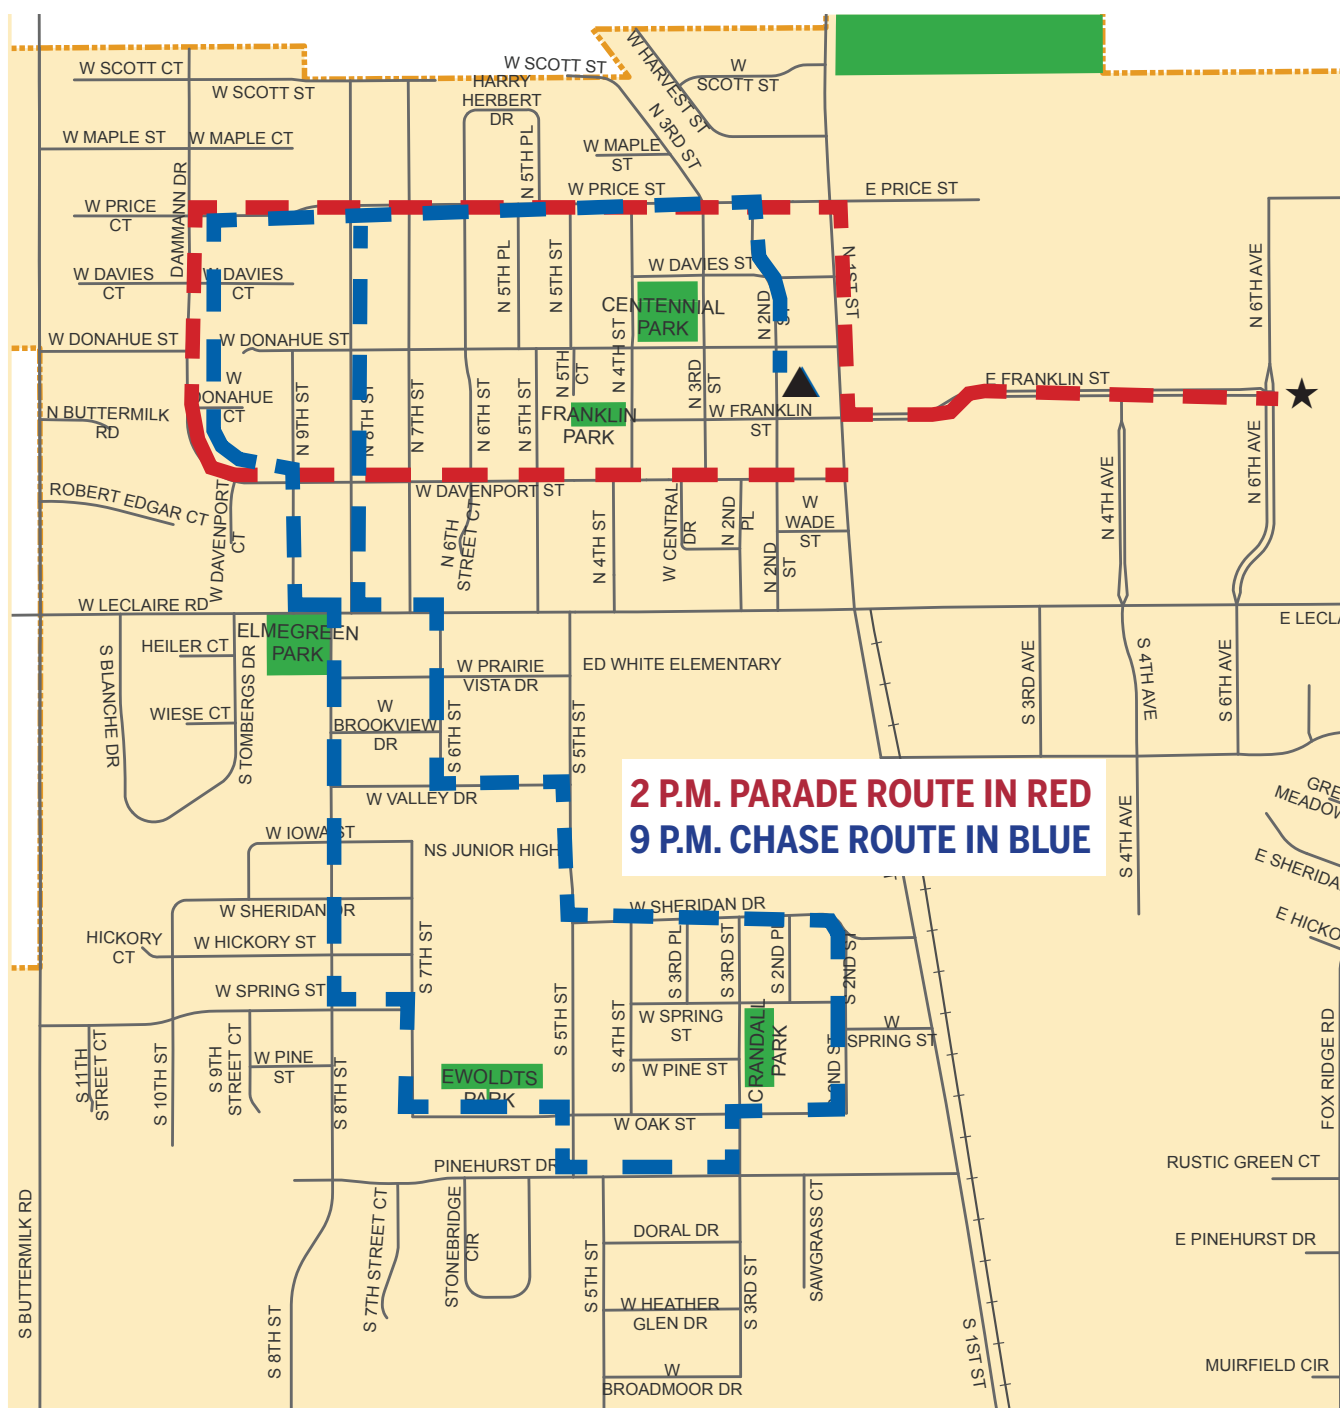 W SCOTT CT
W SCOTT ST
W SCOTT ST
HARRY
HERBERT
DR
W HARVEST ST
W
SCOTT ST
W MAPLE ST
W MAPLE CT
N 5TH PL
W MAPLE
ST
N 3RD ST
DAMMANN DR
W PRICE
CT
W PRICE ST
E PRICE ST
W DAVIES
CT
W DAVIES
CT
N 5TH PL
N 5TH ST
W DAVIES ST
N 1ST ST
N 6TH AVE
CENTENNIAL
PARK
N 2ND
ST
W DONAHUE ST
W DONAHUE ST
N 4TH ST
W
DONAHUE
CT
N 9TH ST
N 8TH ST
N 7TH ST
N 6TH ST
N 5TH ST
N 5TH
CT
N 3RD
ST
E FRANKLIN ST
N BUTTERMILK
RD
FRANKLIN
PARK
W FRANKLIN
ST
ROBERT EDGAR CT
W DAVENPORT
CT
W DAVENPORT ST
N 6TH
STREET CT
N 4TH ST
W CENTRAL
DR
N 2ND
PL
N 2ND
ST
W
WADE
ST
N 4TH AVE
N 6TH AVE
W LECLAIRE RD
E LECLA
S BLANCHE DR
HEILER CT
WIESE CT
S TOMBERGS DR
ELMEGREEN
PARK
W PRAIRIE
VISTA DR
ED WHITE ELEMENTARY
W
BROOKVIEW
DR
S 6TH ST
S 5TH ST
S 3RD AVE
S 4TH AVE
S 6TH AVE
W VALLEY DR
2 P.M. PARADE ROUTE IN RED
9 P.M. CHASE ROUTE IN BLUE
GRE
MEADOW
W IOWA ST
NS JUNIOR HIGH
S 4TH AVE
E SHERIDA
W SHERIDAN DR
W SHERIDAN DR
E HICKO
HICKORY
CT
W HICKORY ST
S 7TH ST
S 3RD PL
S 3RD ST
S 2ND PL
S 2ND ST
W SPRING ST
S 5TH ST
S 4TH ST
W SPRING
ST
CRANDALL
PARK
W
SPRING ST
S 11TH
STREET CT
S 10TH ST
S 9TH
STREET CT
W PINE
ST
S 8TH ST
EWOLDTS
PARK
W PINE ST
S 2ND ST
FOX RIDGE RD
W OAK ST
PINEHURST DR
RUSTIC GREEN CT
S BUTTERMILK RD
S 8TH ST
S 7TH STREET CT
STONEBRIDGE
CIR
S 5TH ST
DORAL DR
S 3RD ST
SAWGRASS CT
E PINEHURST DR
W HEATHER
GLEN DR
S 1ST ST
W
BROADMOOR DR
MUIRFIELD CIR